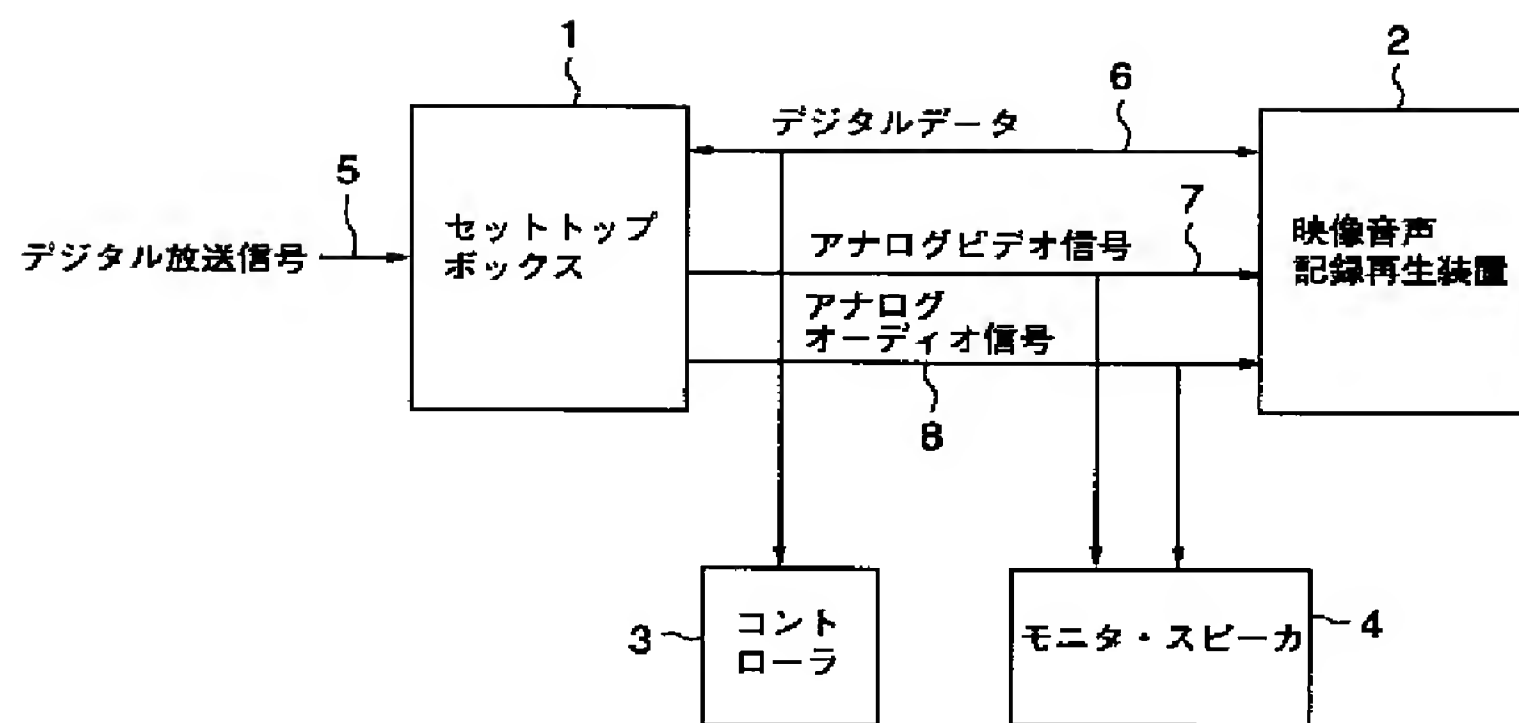 1
2
6
デジタルデータ
5
7
セットトップ
ボックス
アナログビデオ信号
映像音声
記録再生装置
デジタル放送信号
アナログ
オーディオ信号
8
3
コント
ローラ
モニタ・スピーカ
4